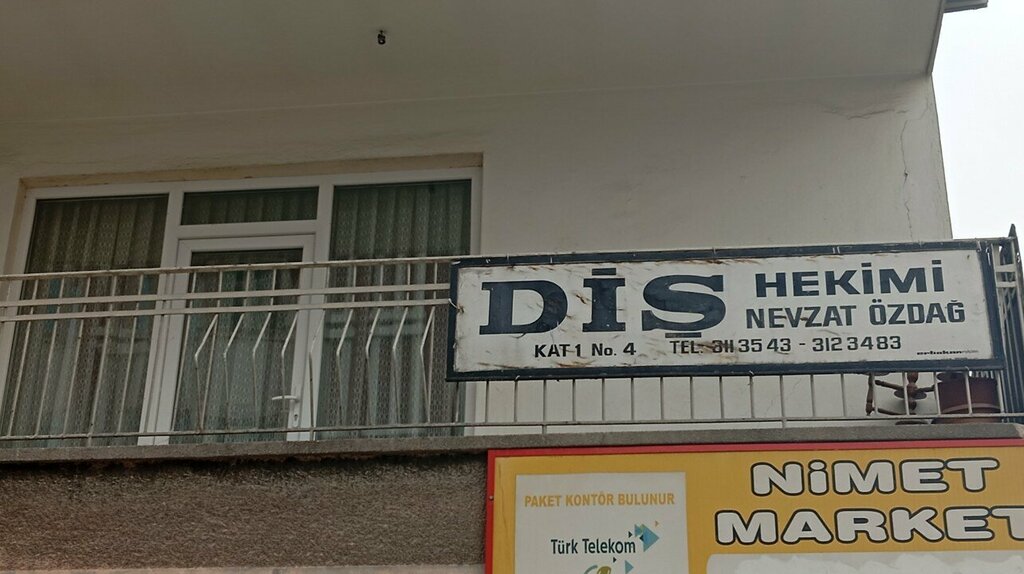 DİŞ HEKİMİ
NEVZAT ÖZDAĞ
KAT 1 No. 4 TEL: 311 35 43 - 312 34 83
NİMET
MARKET
PAKET KONTÖR BULUNUR
Türk Telekom